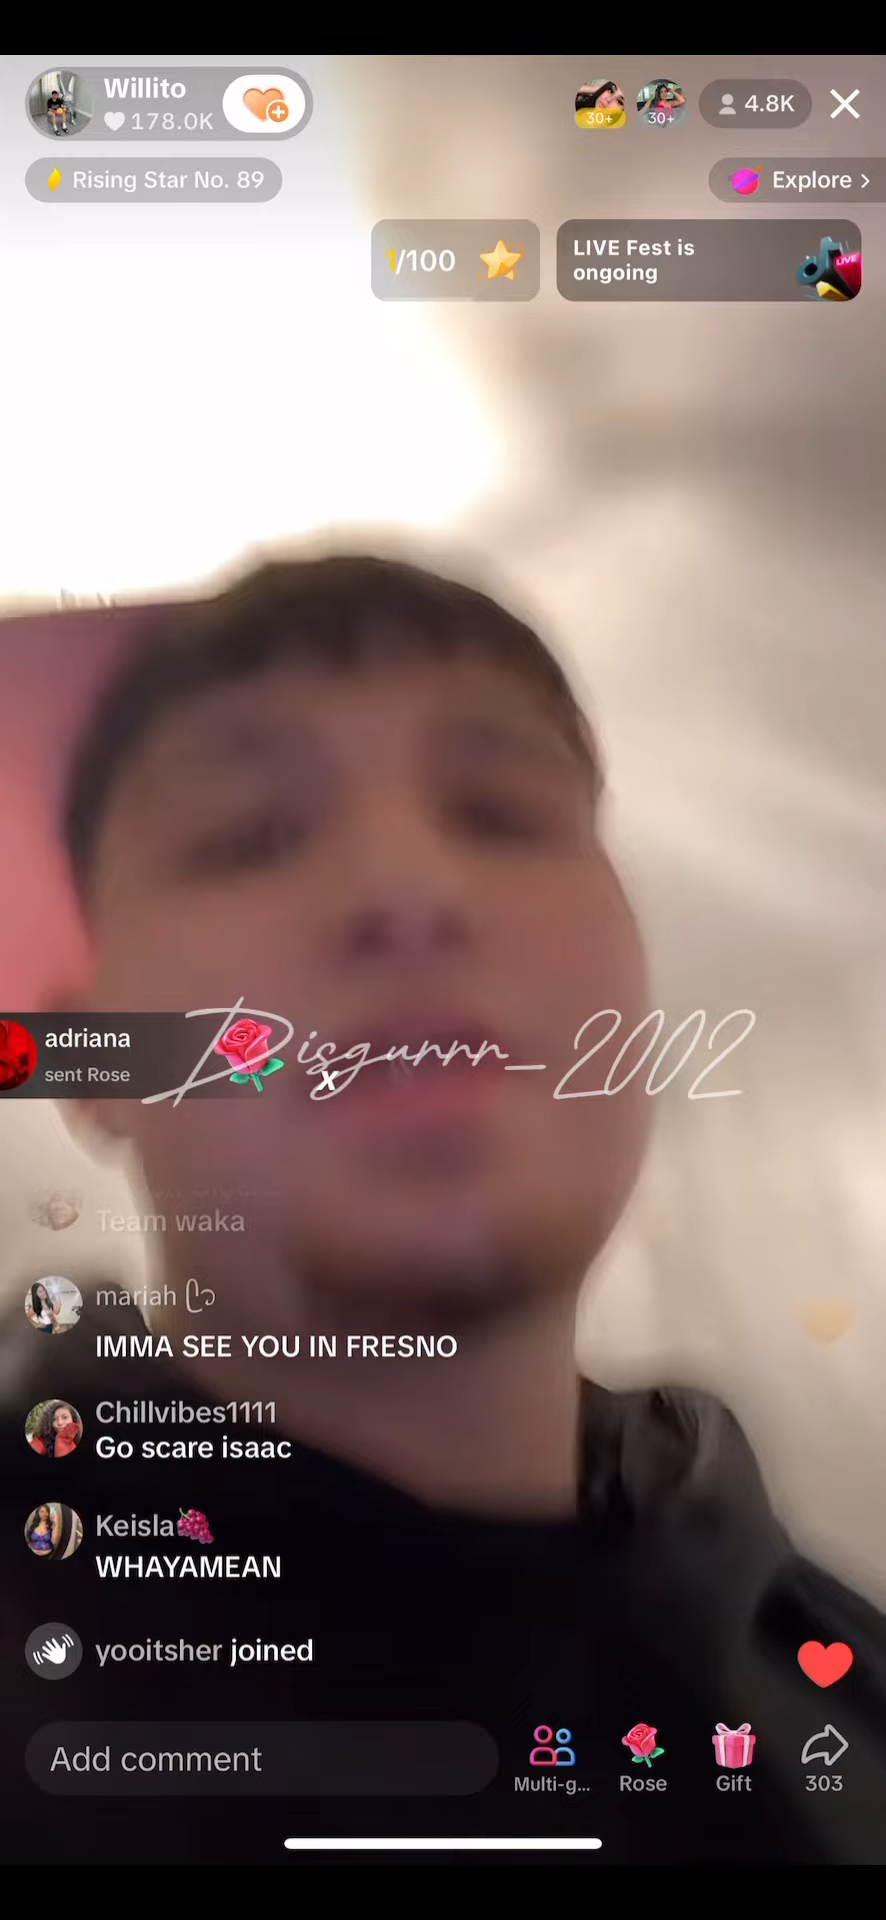 Willito
178.0K
30+
30+
4.8K
Rising Star No. 89
Explore >
1/100
LIVE Fest is
ongoing
LIVE
adriana
sent Rose
x
Disgunnn_2002
Team waka
mariah
IMMA SEE YOU IN FRESNO
Chillvibes1111
Go scare isaac
Keisla🍇
WHAYAMEAN
yooitsher joined
Add comment
Multi-g...
Rose
Gift
303